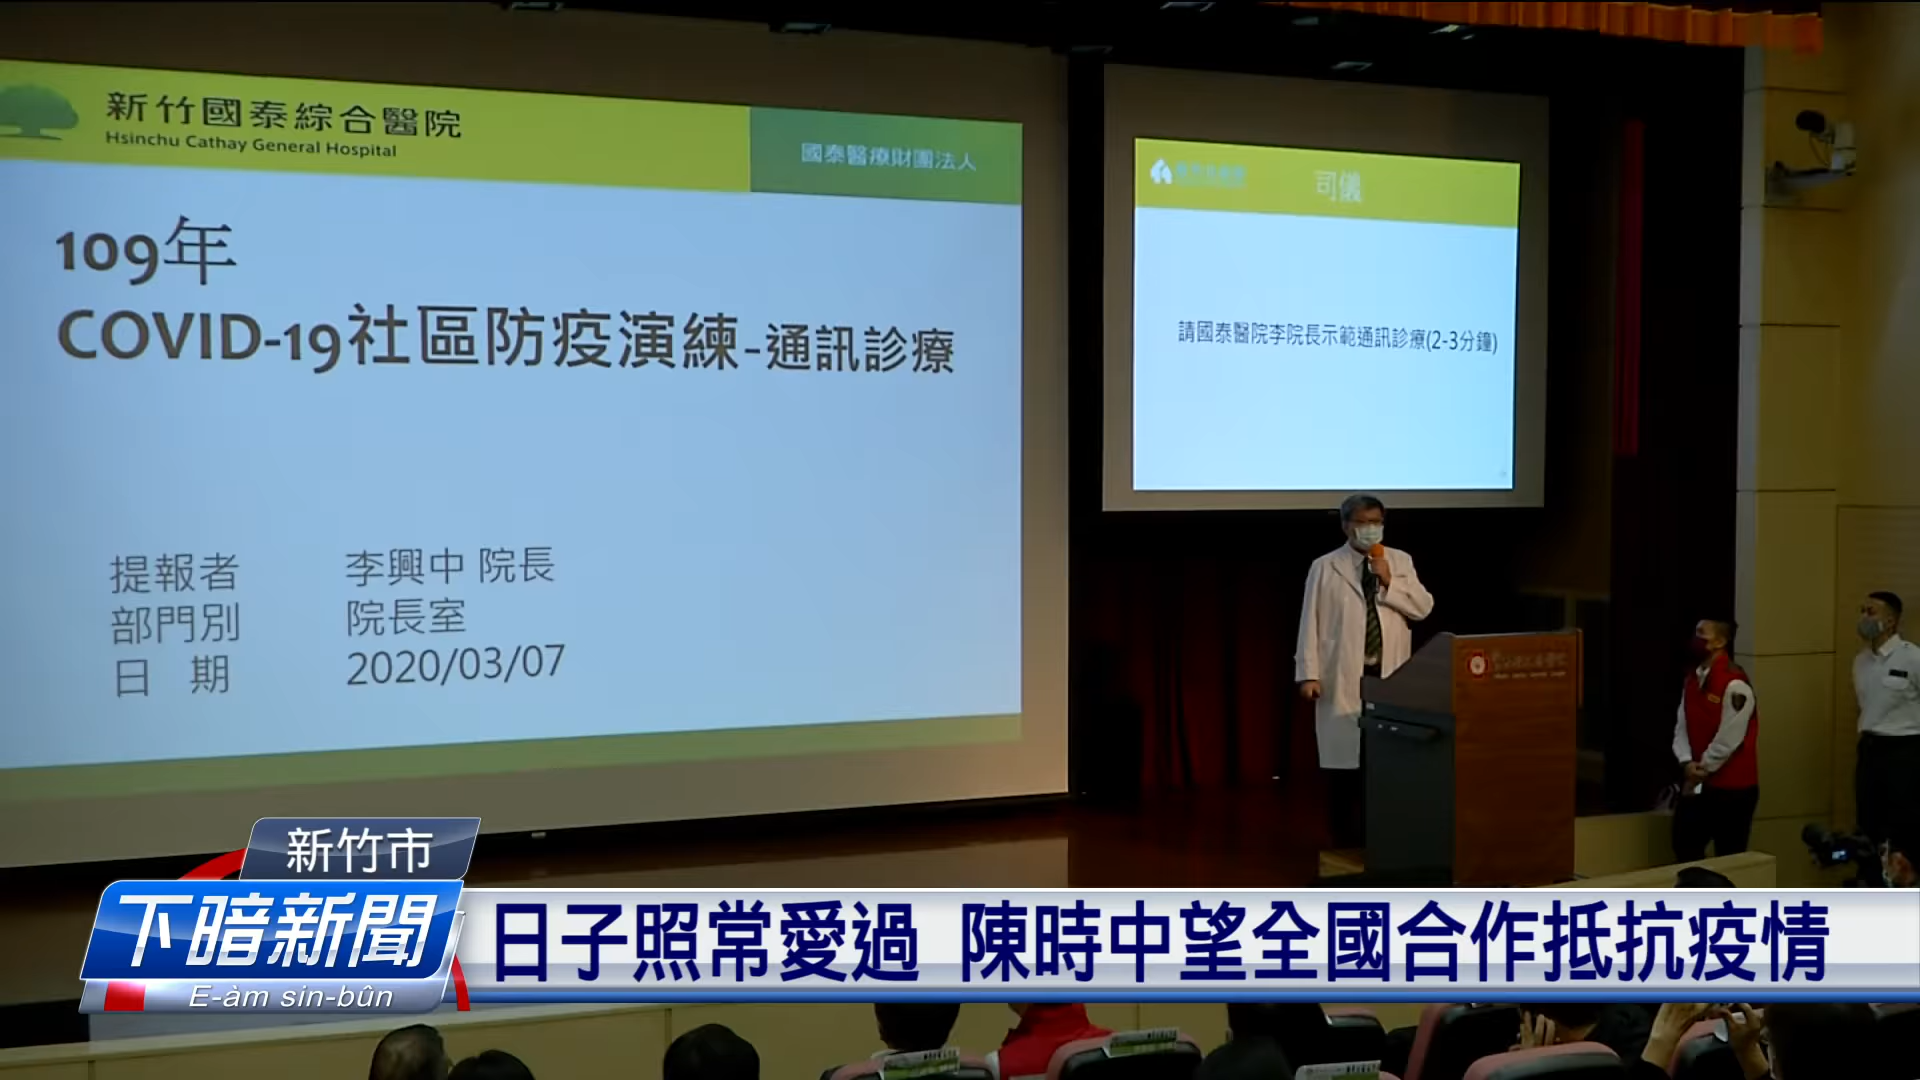 新竹國泰綜合醫院
Hsinchu Cathay General Hospital
國泰醫療財團法人
109年
COVID-19社區防疫演練-通訊診療
提報者 李興中 院長
部門別 院長室
日 期 2020/03/07
司儀
請國泰醫院李院長示範通訊診療(2-3分鐘)
新竹市
下暗新聞
E-àm sin-bûn
日子照常愛過 陳時中望全國合作抵抗疫情